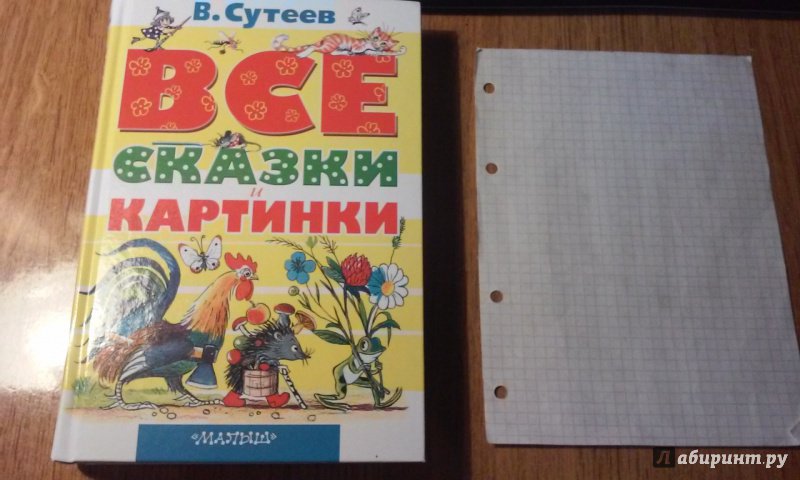 В. Сутеев
ВСЕ
СКАЗКИ
и
КАРТИНКИ
«МАЛЫШ»
Лабиринт.ру